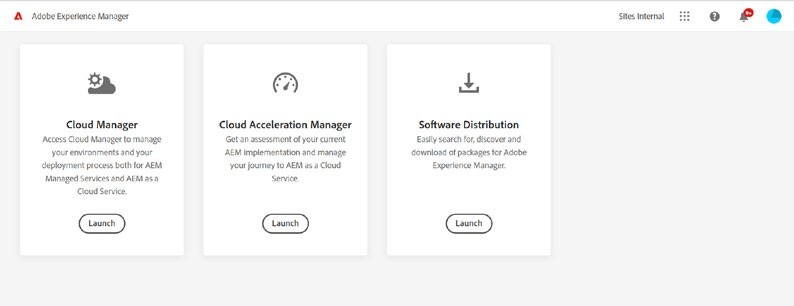 Adobe Experience Manager
Sites Internal
9+
Cloud Manager
Access Cloud Manager to manage
your environments and your
deployment process both for AEM
Managed Services and AEM as a
Cloud Service.
Launch
Cloud Acceleration Manager
Get an assessment of your current
AEM implementation and manage
your journey to AEM as a Cloud
Service.
Launch
Software Distribution
Easily search for, discover and
download of packages for Adobe
Experience Manager.
Launch